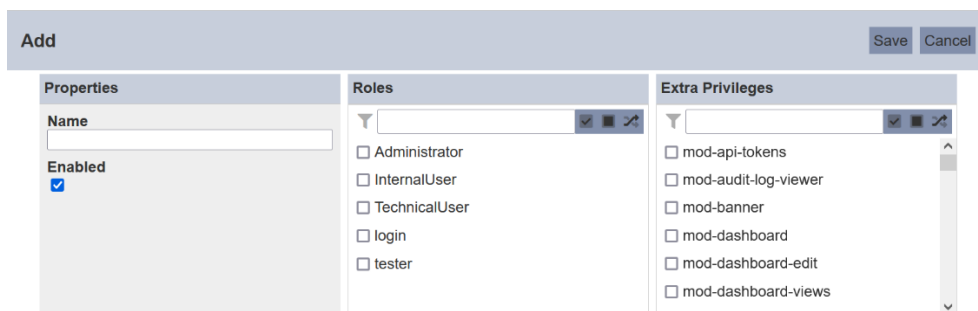 Add
Save Cancel
Properties
Name
Enabled
Roles
Administrator
InternalUser
TechnicalUser
login
tester
Extra Privileges
mod-api-tokens
mod-audit-log-viewer
mod-banner
mod-dashboard
mod-dashboard-edit
mod-dashboard-views